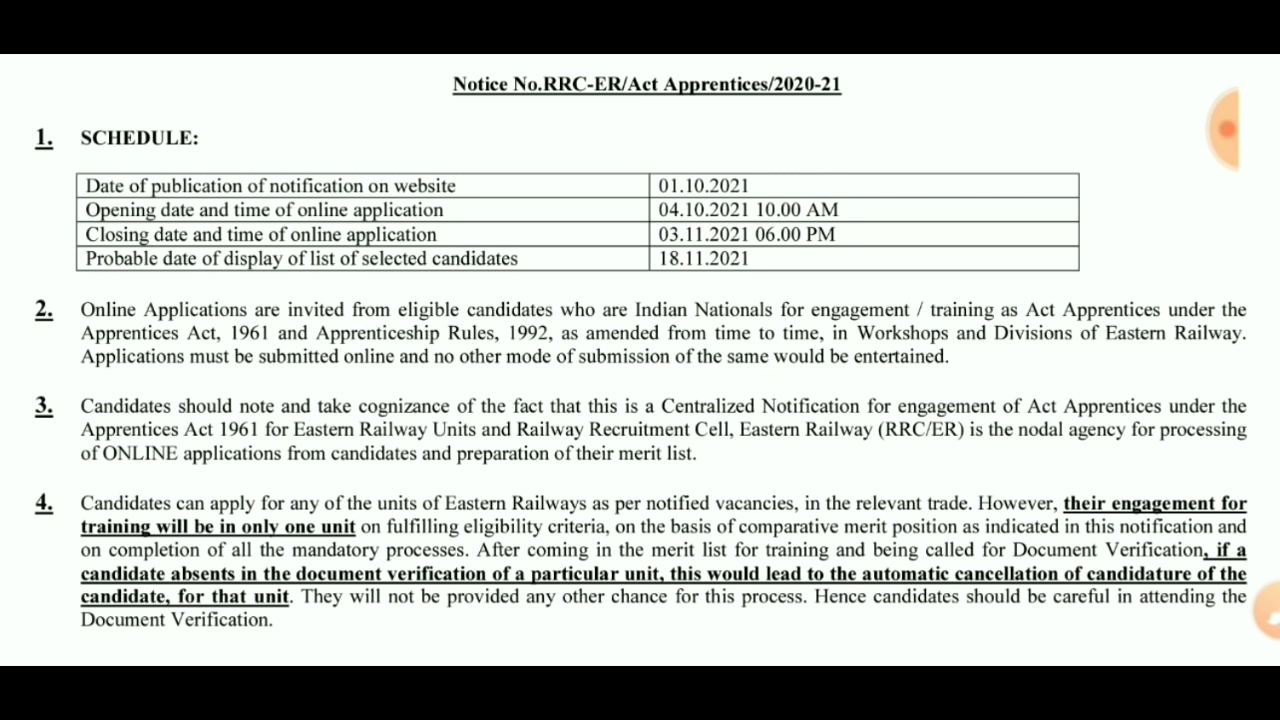 Notice No.RRC-ER/Act Apprentices/2020-21
1. SCHEDULE:
Date of publication of notification on website 01.10.2021
Opening date and time of online application 04.10.2021 10.00 AM
Closing date and time of online application 03.11.2021 06.00 PM
Probable date of display of list of selected candidates 18.11.2021
2. Online Applications are invited from eligible candidates who are Indian Nationals for engagement / training as Act Apprentices under the
Apprentices Act, 1961 and Apprenticeship Rules, 1992, as amended from time to time, in Workshops and Divisions of Eastern Railway.
Applications must be submitted online and no other mode of submission of the same would be entertained.
3. Candidates should note and take cognizance of the fact that this is a Centralized Notification for engagement of Act Apprentices under the
Apprentices Act 1961 for Eastern Railway Units and Railway Recruitment Cell, Eastern Railway (RRC/ER) is the nodal agency for processing
of ONLINE applications from candidates and preparation of their merit list.
4. Candidates can apply for any of the units of Eastern Railways as per notified vacancies, in the relevant trade. However, their engagement for
training will be in only one unit on fulfilling eligibility criteria, on the basis of comparative merit position as indicated in this notification and
on completion of all the mandatory processes. After coming in the merit list for training and being called for Document Verification, if a
candidate absents in the document verification of a particular unit, this would lead to the automatic cancellation of candidature of the
candidate, for that unit. They will not be provided any other chance for this process. Hence candidates should be careful in attending the
Document Verification.